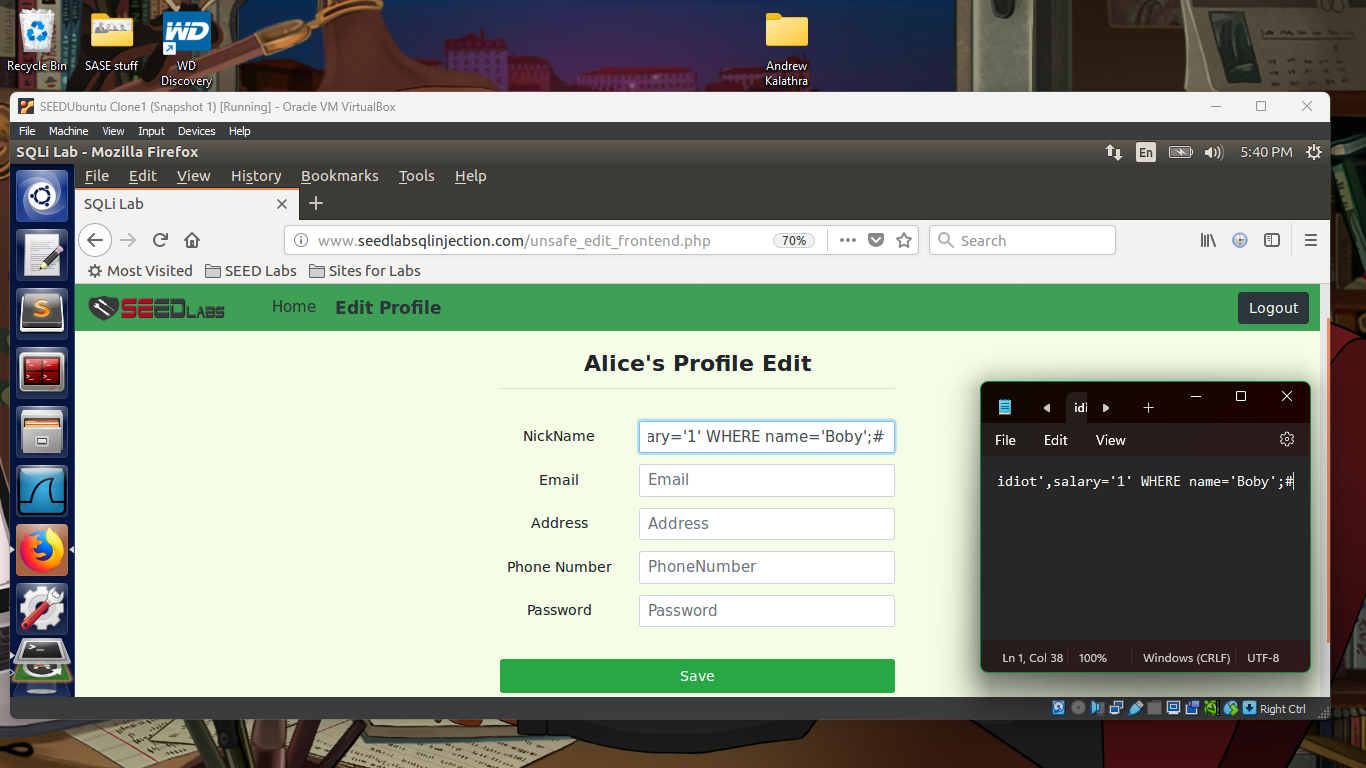 Recycle Bin
SASE stuff
WD
Discovery
Andrew
Kalathra
SEEDUbuntu Clone1 (Snapshot 1) [Running] - Oracle VM VirtualBox
File Machine View Input Devices Help
SQLi Lab - Mozilla Firefox
En
5:40 PM
File Edit View History Bookmarks Tools Help
SQLi Lab
www.seedlabsqlinjection.com/unsafe_edit_frontend.php
70%
Search
Most Visited SEED Labs Sites for Labs
SEEDLABS
Home Edit Profile Logout
Alice's Profile Edit
NickName ary='1' WHERE name='Boby';#
Email Email
Address Address
Phone Number PhoneNumber
Password Password
Save
idi
File Edit View
idiot',salary='1' WHERE name='Boby';#
Ln 1, Col 38 100% Windows (CRLF) UTF-8
Right Ctrl